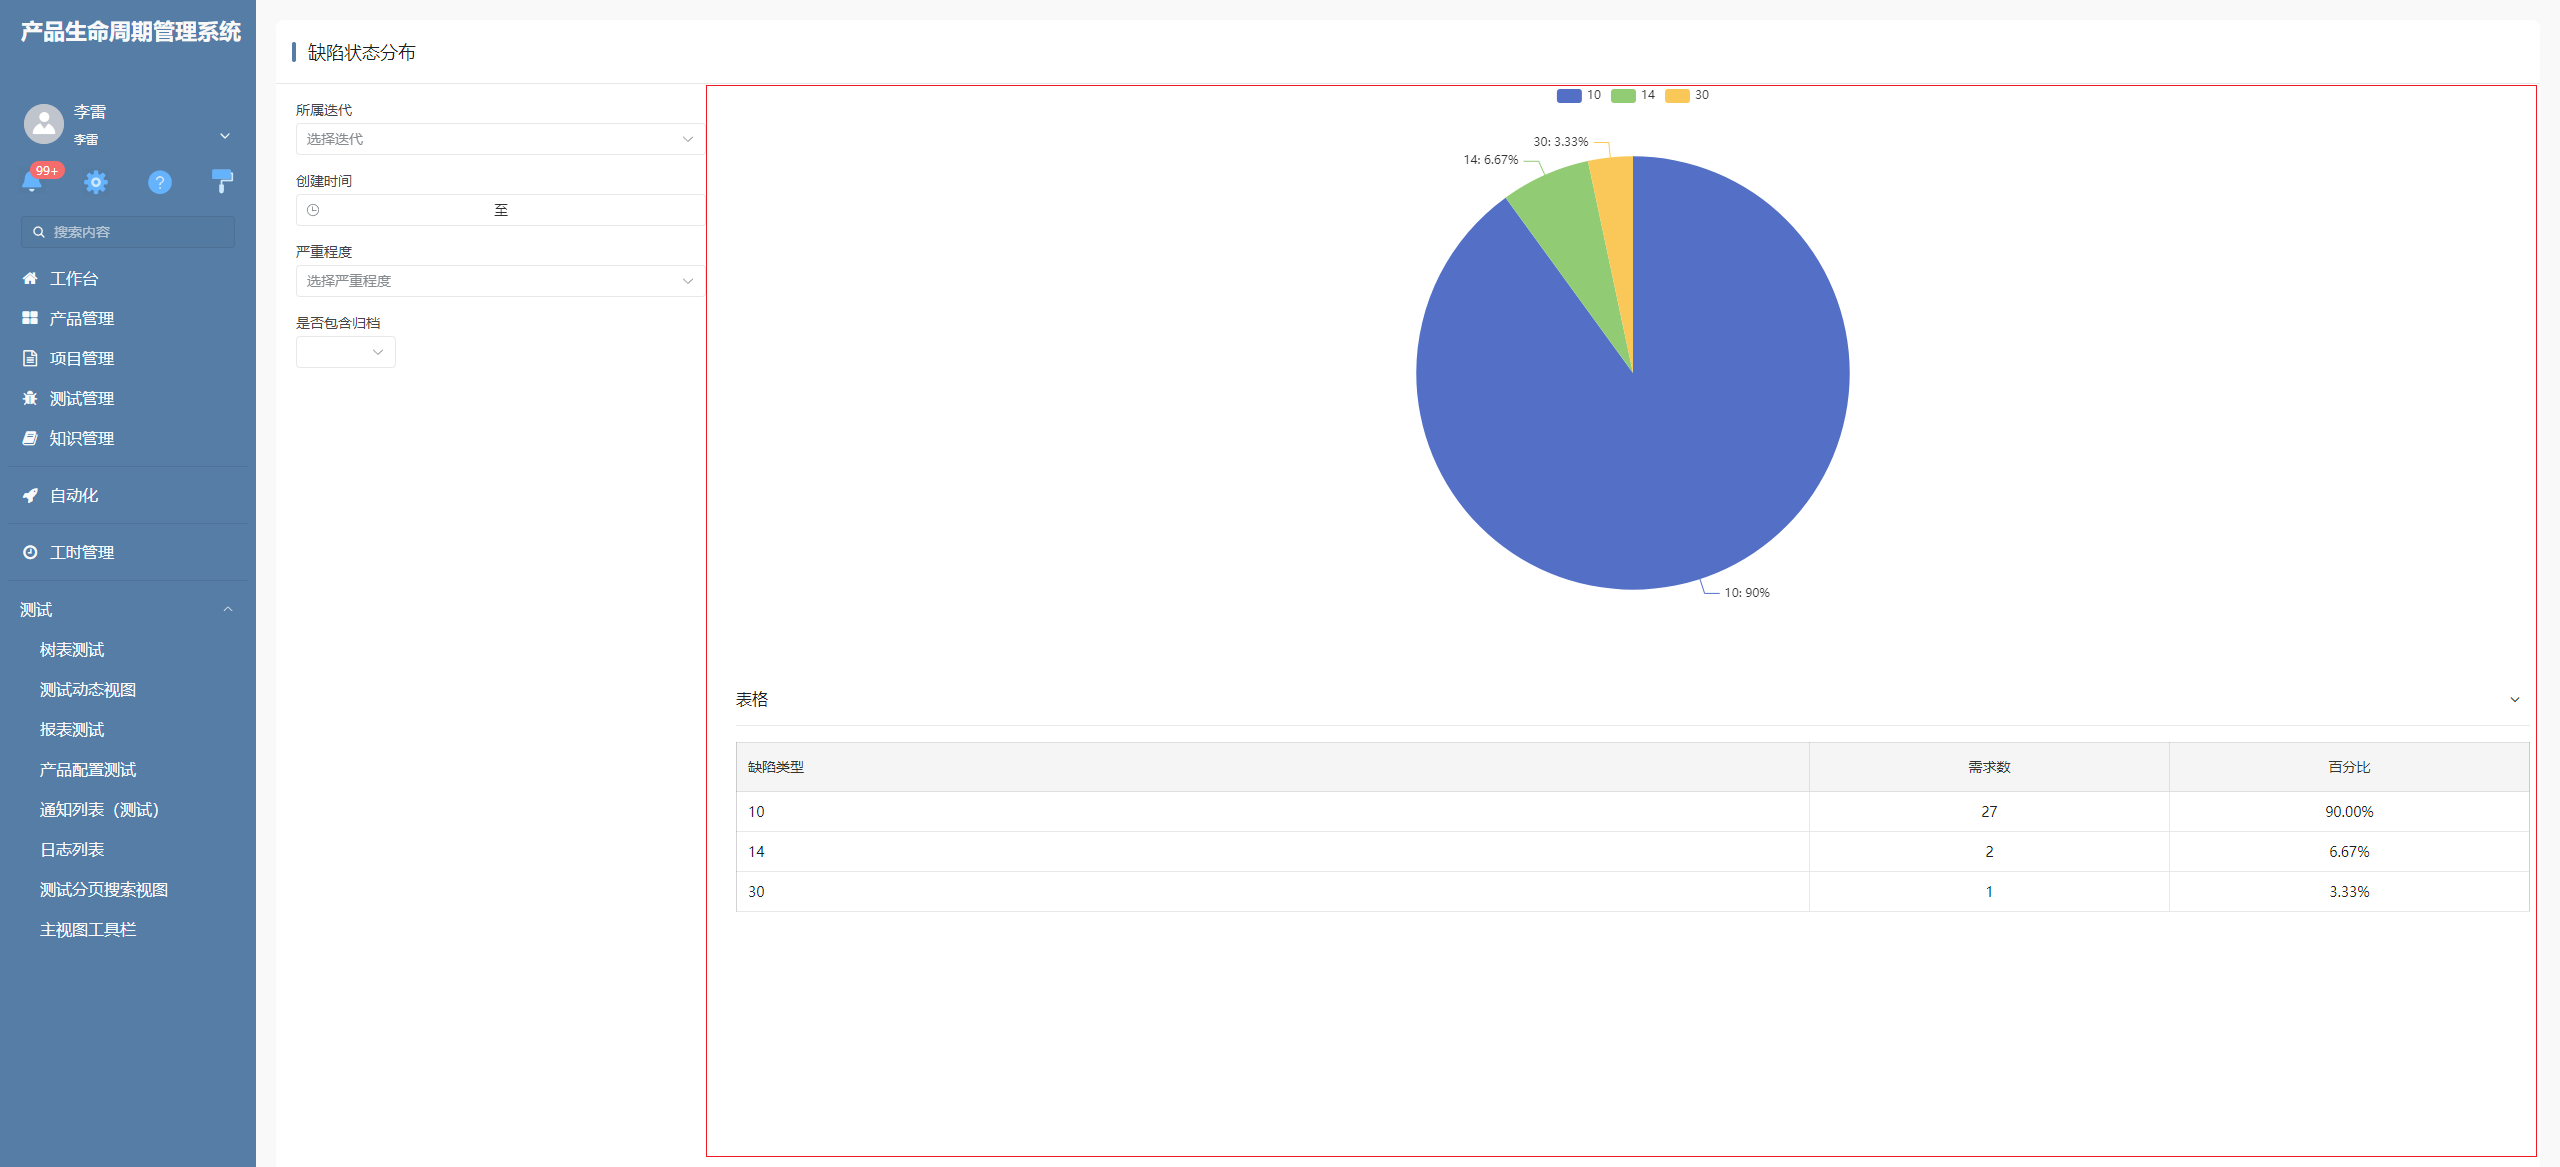 产品生命周期管理系统
李雷
李雷
99+
?
搜索内容
工作台
产品管理
项目管理
测试管理
知识管理
自动化
工时管理
测试
树表测试
测试动态视图
报表测试
产品配置测试
通知列表（测试）
日志列表
测试分页搜索视图
主视图工具栏
缺陷状态分布
所属迭代
选择迭代
创建时间
至
严重程度
选择严重程度
是否包含归档
10 14 30
30: 3.33%
14: 6.67%
10: 90%
表格
缺陷类型 需求数 百分比
10 27 90.00%
14 2 6.67%
30 1 3.33%